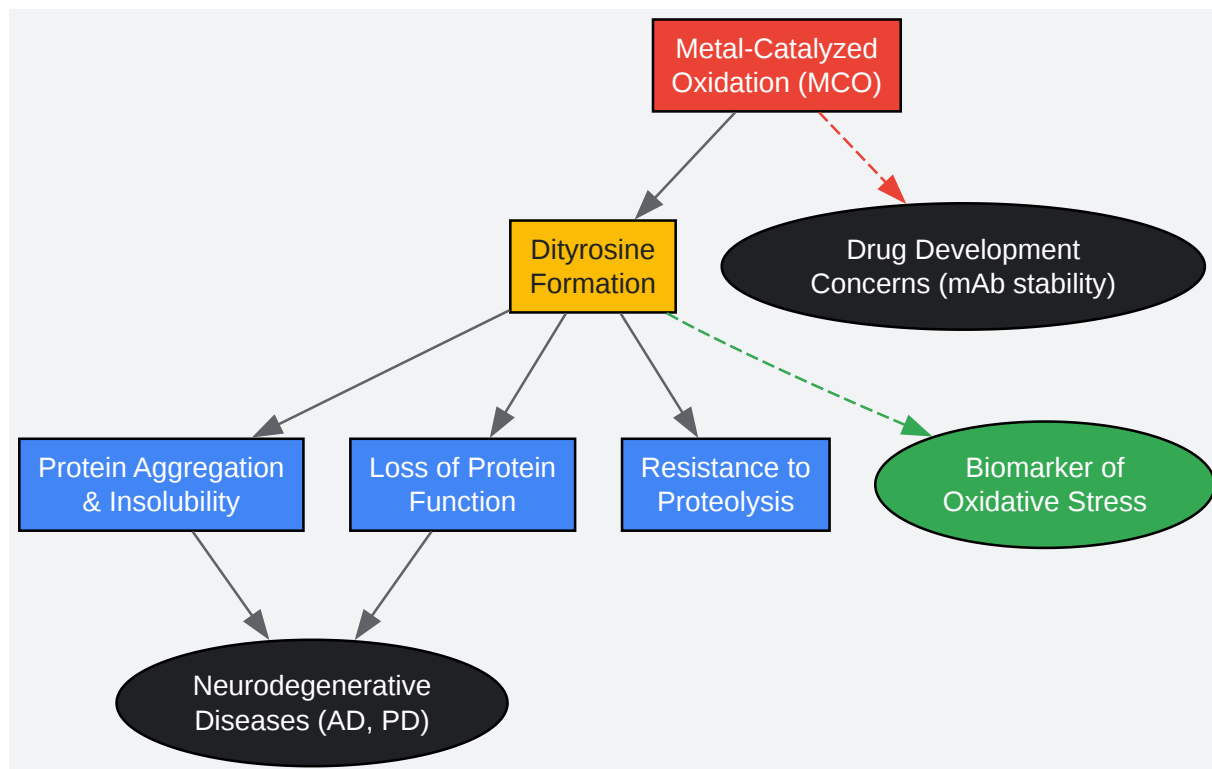 Metal-Catalyzed
Oxidation (MCO)
Dityrosine
Formation
Drug Development
Concerns (mAb stability)
Protein Aggregation
& Insolubility
Loss of Protein
Function
Resistance to
Proteolysis
Biomarker of
Oxidative Stress
Neurodegenerative
Diseases (AD, PD)